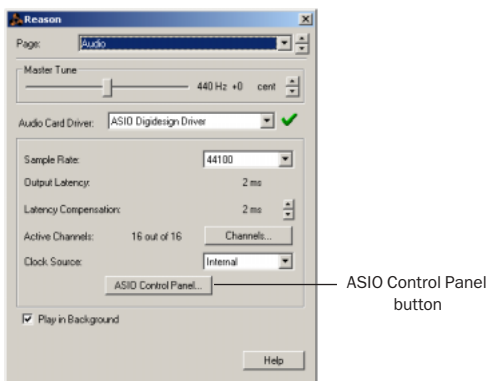 Reason
Page: Audio
Master Tune
440 Hz +0 cent
Audio Card Driver: ASIO Digidesign Driver
Sample Rate: 44100
Output Latency: 2 ms
Latency Compensation: 2 ms
Active Channels: 16 out of 16 Channels...
Clock Source: Internal
ASIO Control Panel...
ASIO Control Panel
button
Play in Background
Help